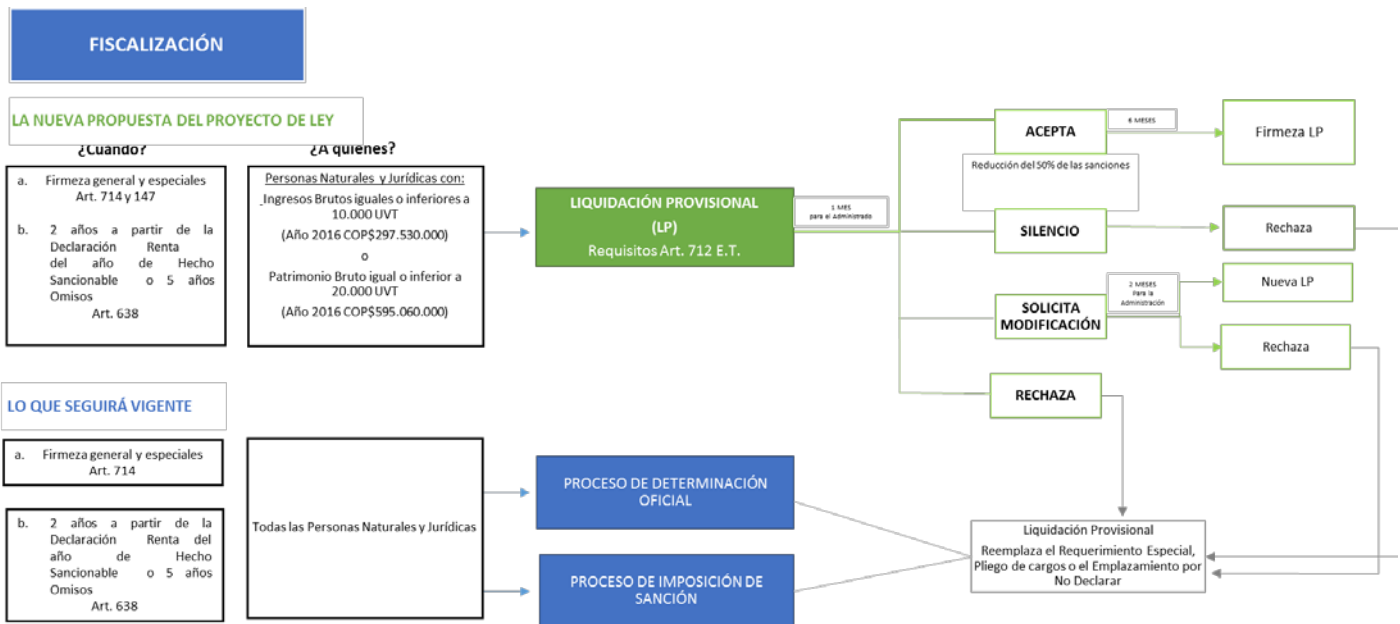 FISCALIZACIÓN
LA NUEVA PROPUESTA DEL PROYECTO DE LEY
¿Cuándo?
a. Firmeza general y especiales
Art. 714 y 147
b. 2 años a partir de la
Declaración Renta
del año de Hecho
Sancionable o 5 años
Omisos
Art. 638
¿A quienes?
Personas Naturales y Jurídicas con:
Ingresos Brutos iguales o inferiores a
10.000 UVT
(Año 2016 COP$297.530.000)
o
Patrimonio Bruto igual o inferior a
20.000 UVT
(Año 2016 COP$595.060.000)
LIQUIDACIÓN PROVISIONAL
(LP)
Requisitos Art. 712 E.T.
1 MES
para el Administrado
ACEPTA
6 MESES
Firmeza LP
Reducción del 50% de las sanciones
SILENCIO
Rechaza
SOLICITA
MODIFICACIÓN
2 MESES
Para la
Administración
Nueva LP
Rechaza
RECHAZA
LO QUE SEGUIRÁ VIGENTE
a. Firmeza general y especiales
Art. 714
b. 2 años a partir de la
Declaración Renta del
año de Hecho
Sancionable o 5 años
Omisos
Art. 638
Todas las Personas Naturales y Jurídicas
PROCESO DE DETERMINACIÓN
OFICIAL
PROCESO DE IMPOSICIÓN DE
SANCIÓN
Liquidación Provisional
Reemplaza el Requerimiento Especial,
Pliego de cargos o el Emplazamiento por
No Declarar